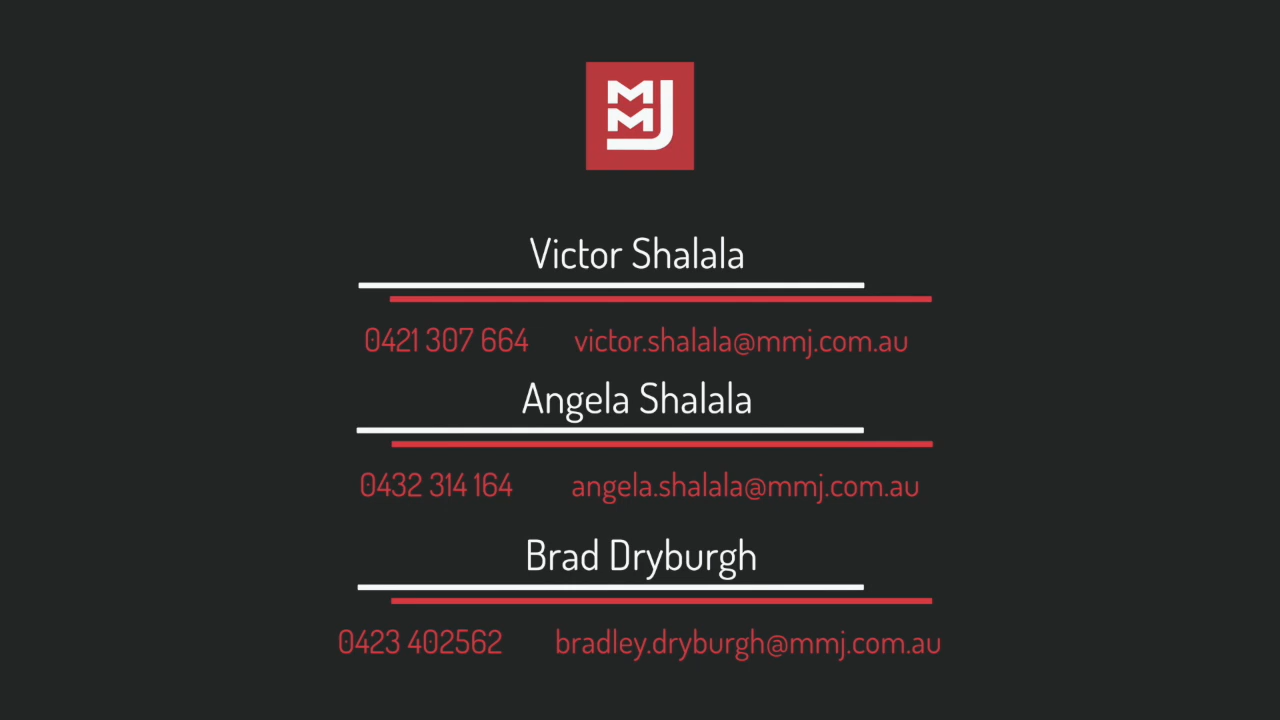 MMJ
Victor Shalala
0421 307 664 victor.shalala@mmj.com.au
Angela Shalala
0432 314 164 angela.shalala@mmj.com.au
Brad Dryburgh
0423 402562 bradley.dryburgh@mmj.com.au